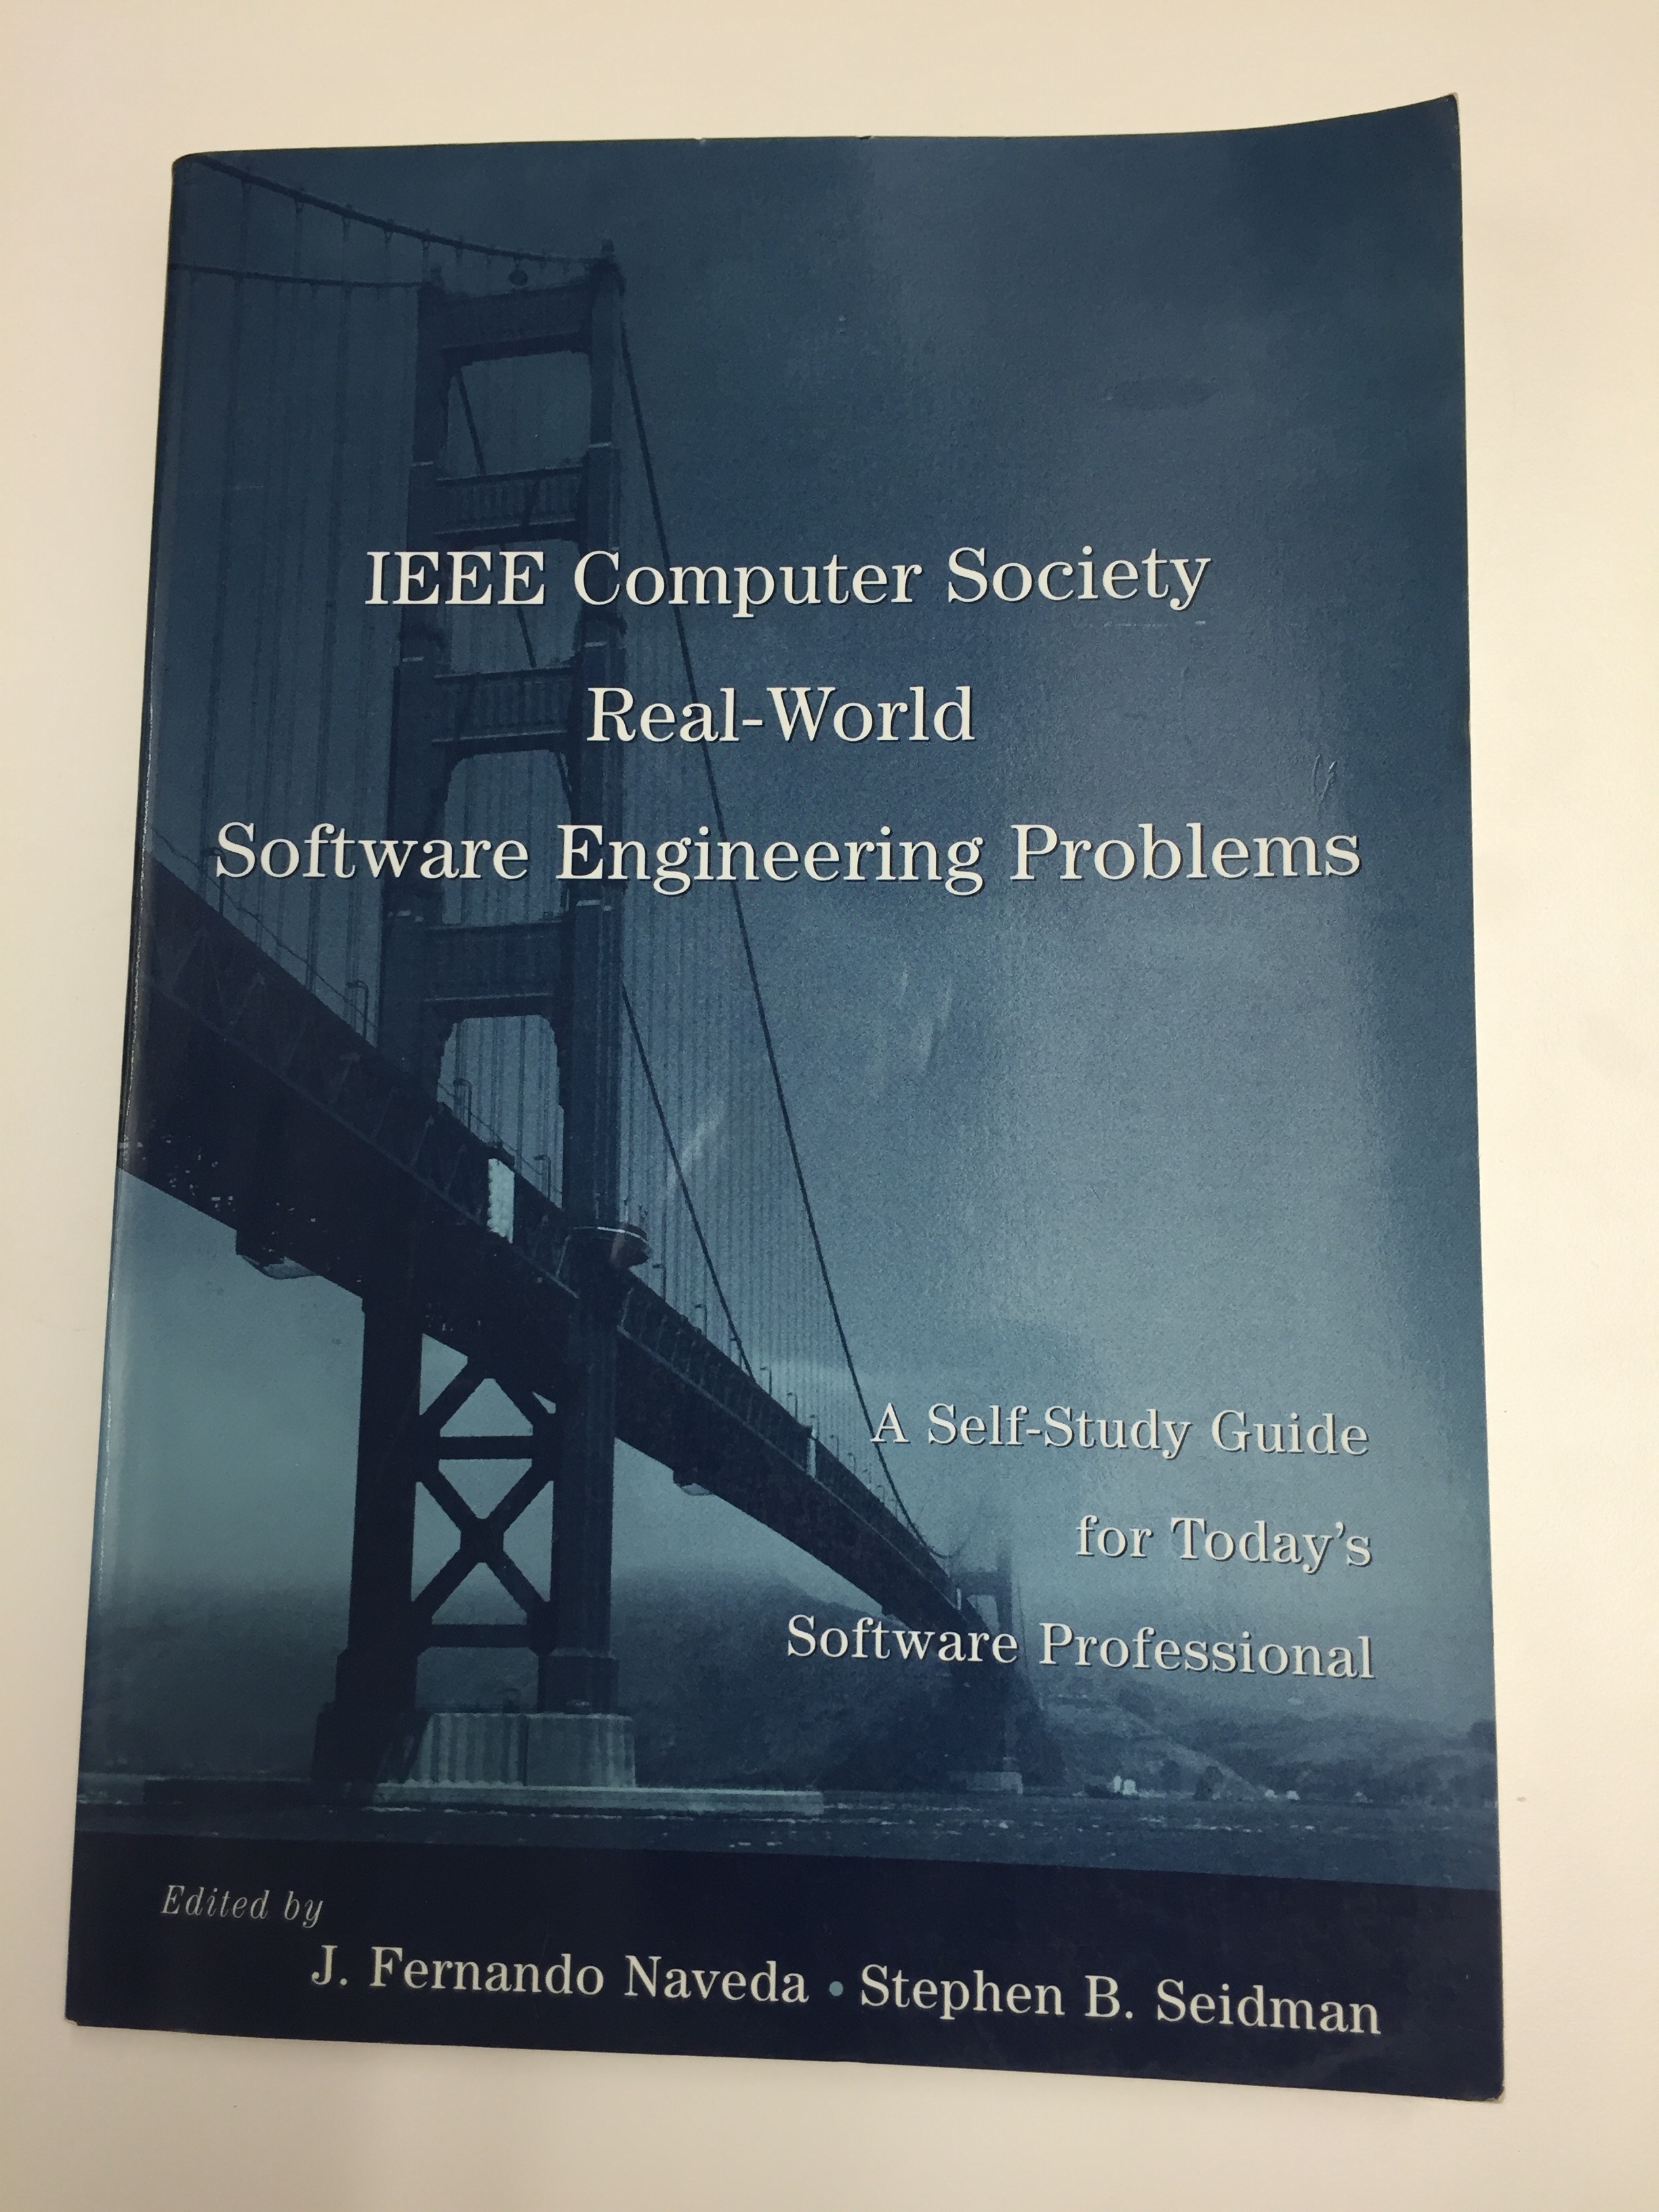 IEEE Computer Society
Real-World
Software Engineering Problems
A Self-Study Guide
for Today's
Software Professional
Edited by
J. Fernando Naveda • Stephen B. Seidman